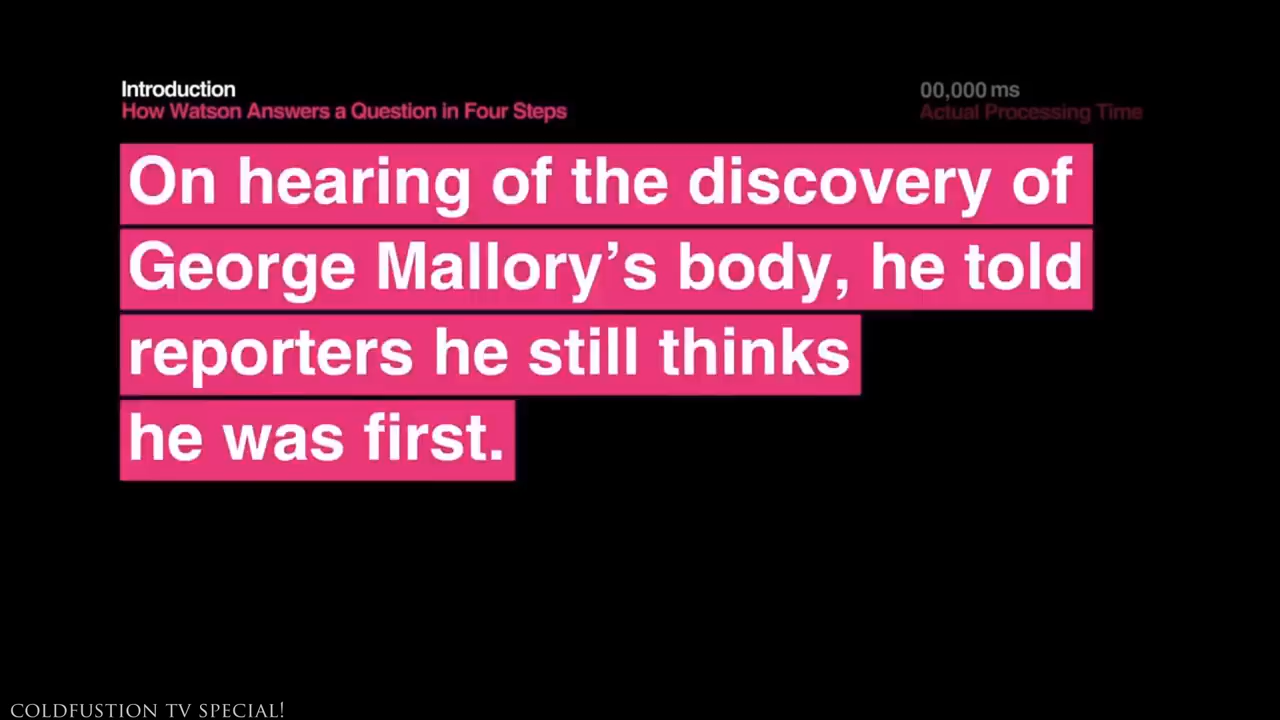 Introduction
How Watson Answers a Question in Four Steps
00,000 ms
Actual Processing Time
On hearing of the discovery of
George Mallory’s body, he told
reporters he still thinks
he was first.
COLDFUSTION TV SPECIAL!